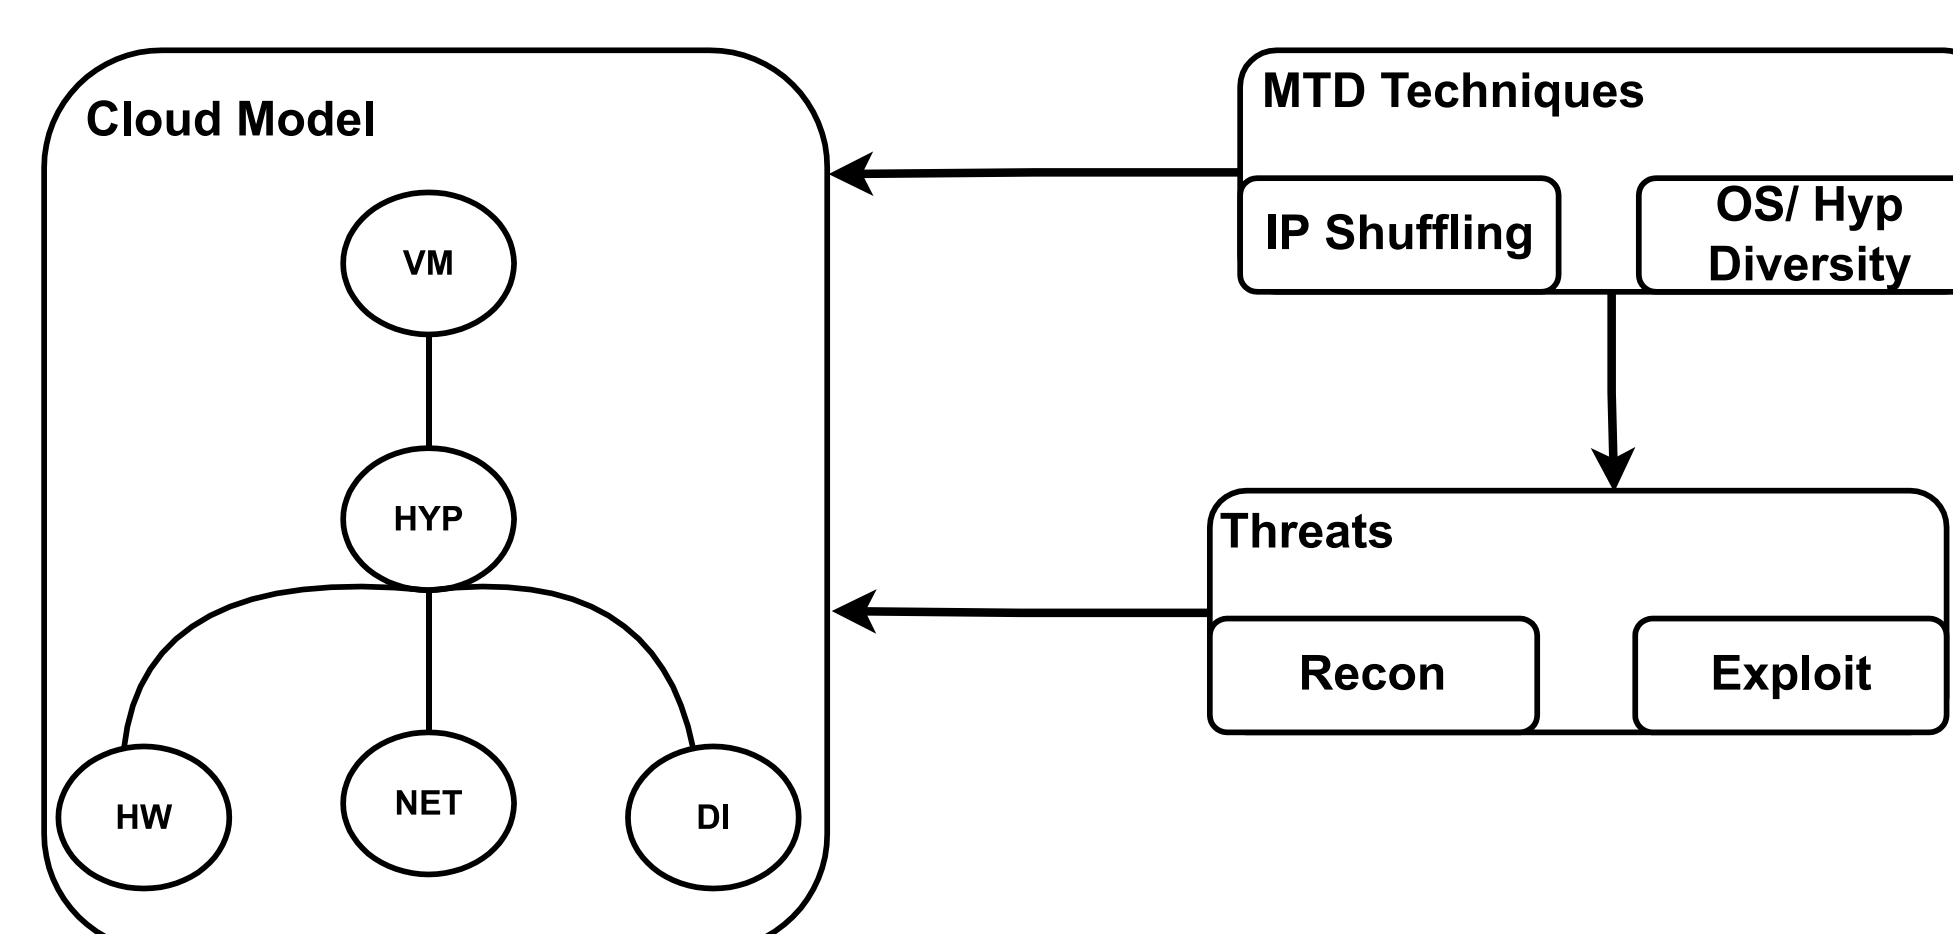 Cloud Model
VM
HYP
HW
NET
DI
MTD Techniques
IP Shuffling
OS/ Hyp
Diversity
Threats
Recon
Exploit